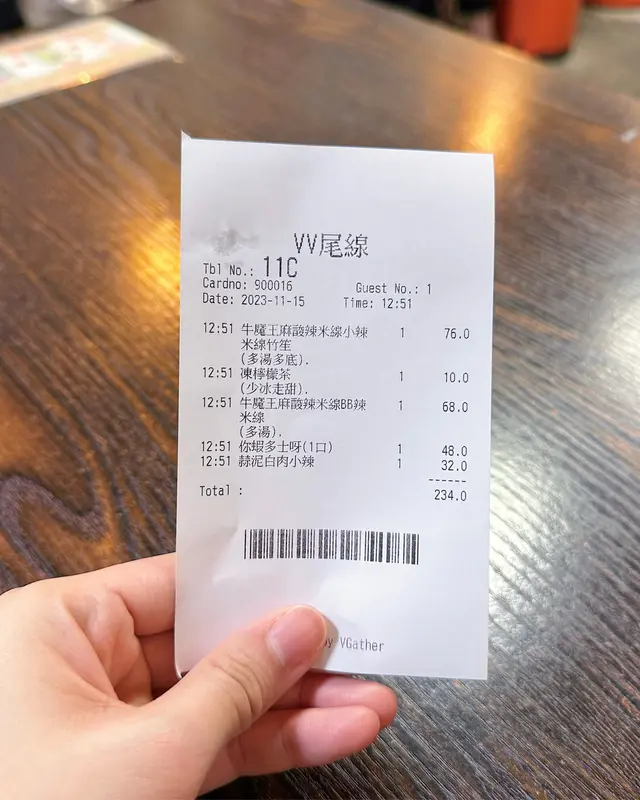 VV尾線
Tbl No.: 11C
Cardno: 900016 Guest No.: 1
Date: 2023-11-15 Time: 12:51
12:51 牛魔王麻酸辣米線小辣 1 76.0
米線竹笙
(多湯多底).
12:51 凍檸檬茶 1 10.0
(少冰走甜).
12:51 牛魔王麻酸辣米線BB辣 1 68.0
米線
(多湯).
12:51 你蝦多士呀(1口) 1 48.0
12:51 蒜泥白肉小辣 1 32.0
------
Total : 234.0
by VGather